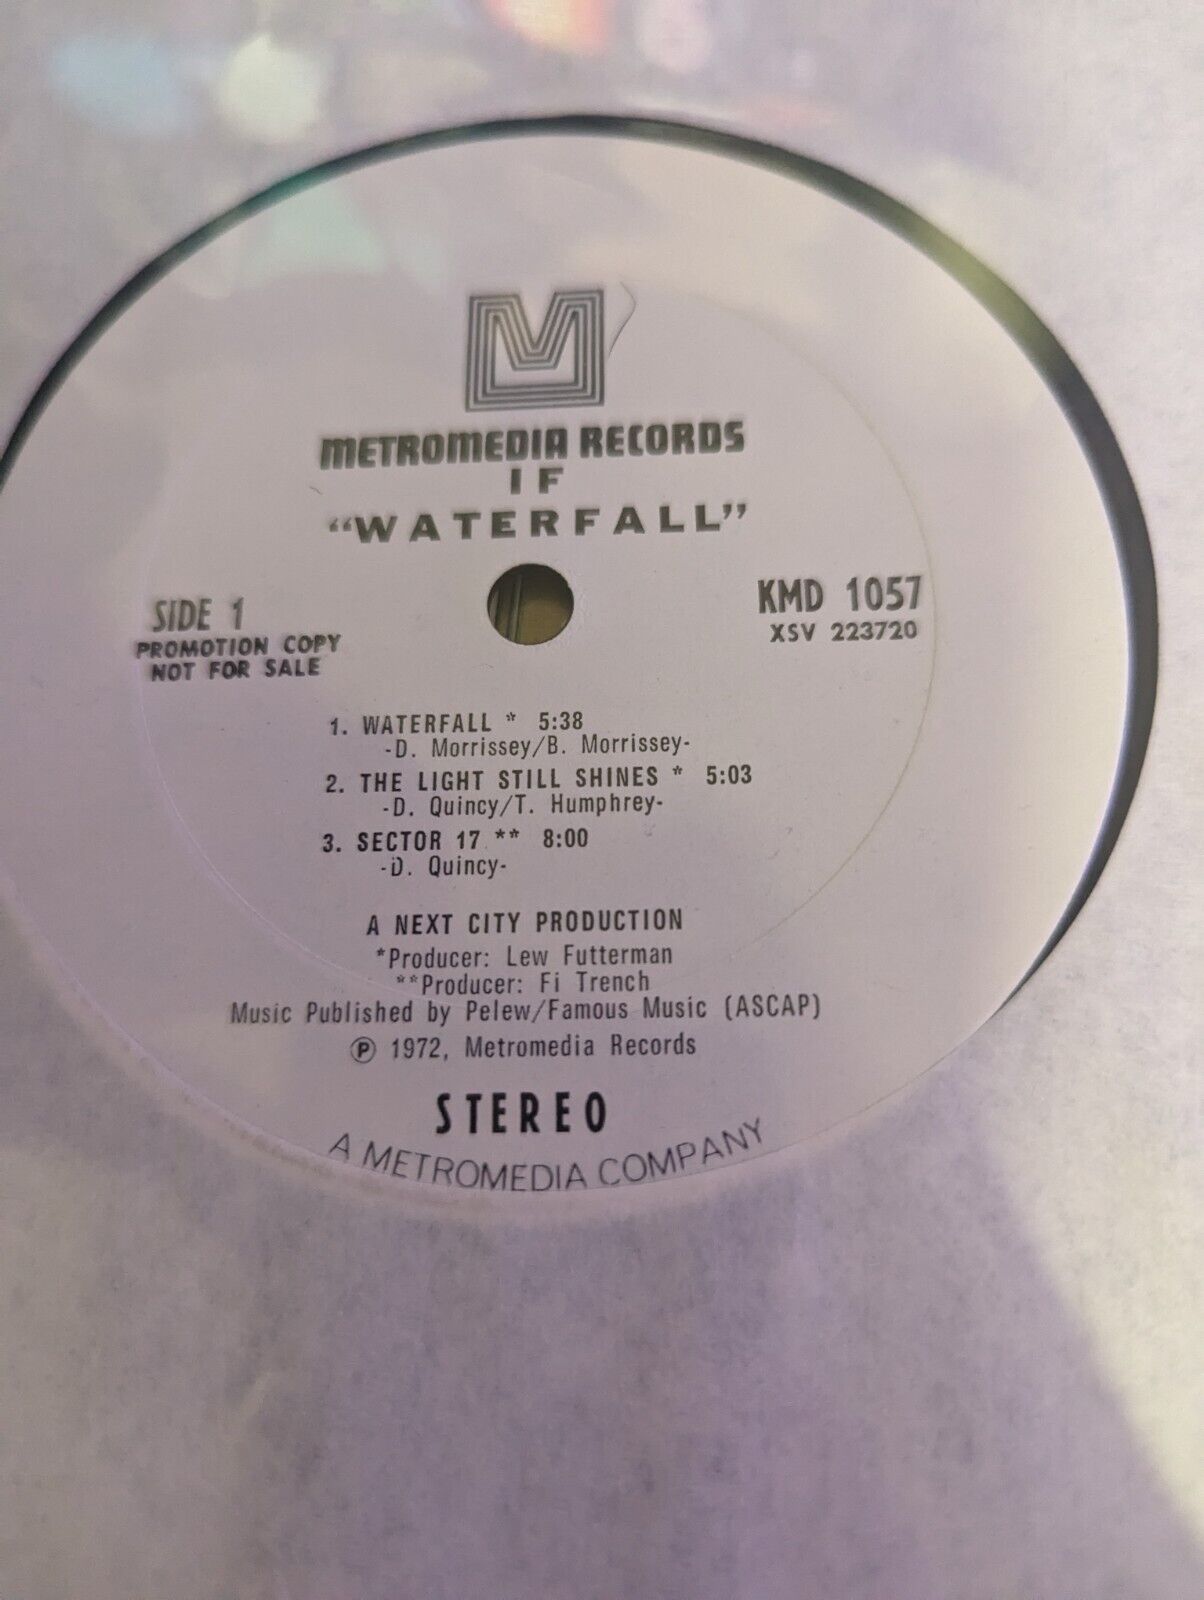 METROMEDIA RECORDS
IF
“WATERFALL”
SIDE 1
PROMOTION COPY
NOT FOR SALE
KMD 1057
XSV 223720
1. WATERFALL * 5:38
-D. Morrissey/B. Morrissey-
2. THE LIGHT STILL SHINES * 5:03
-D. Quincy/T. Humphrey-
3. SECTOR 17 ** 8:00
-D. Quincy-
A NEXT CITY PRODUCTION
*Producer: Lew Futterman
**Producer: Fi Trench
Music Published by Pelew/Famous Music (ASCAP)
℗ 1972, Metromedia Records
STEREO
A METROMEDIA COMPANY